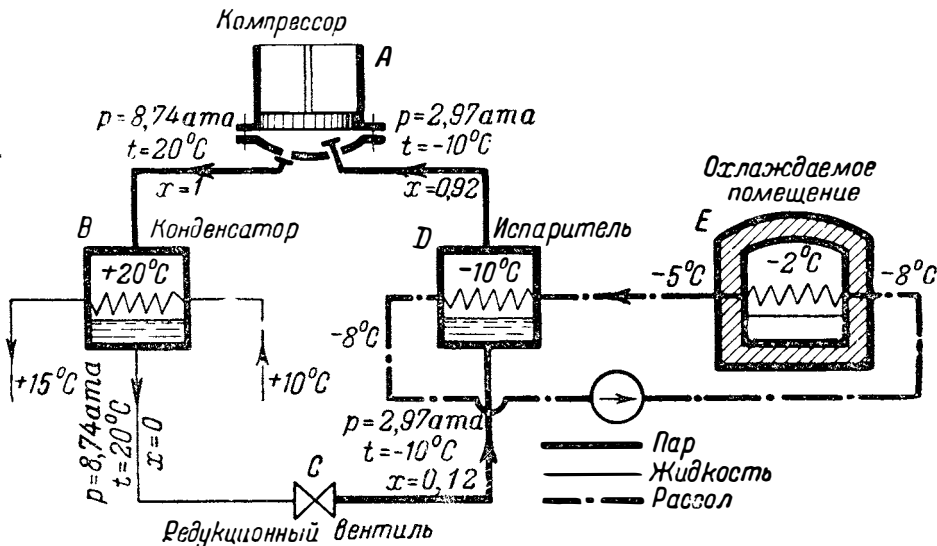 Компрессор
A
p=8,74ата
t=20°C
x=1
p=2,97ата
t=-10°C
x=0,92
Охлаждаемое
помещение
E
B
Конденсатор
D
Испаритель
+20°C
-10°C
-5°C
-2°C
-8°C
-8°C
+15°C
+10°C
p=8,74ата
t=20°C
x=0
p=2,97ата
t=-10°C
x=0,12
C
Редукционный вентиль
Пар
Жидкость
Рассол